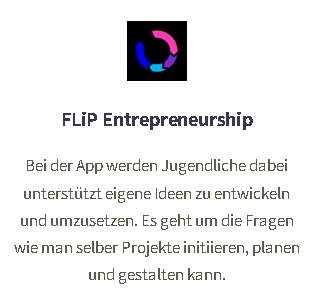 FLiP Entrepreneurship
Bei der App werden Jugendliche dabei
unterstützt eigene Ideen zu entwickeln
und umzusetzen. Es geht um die Fragen
wie man selber Projekte initiieren, planen
und gestalten kann.